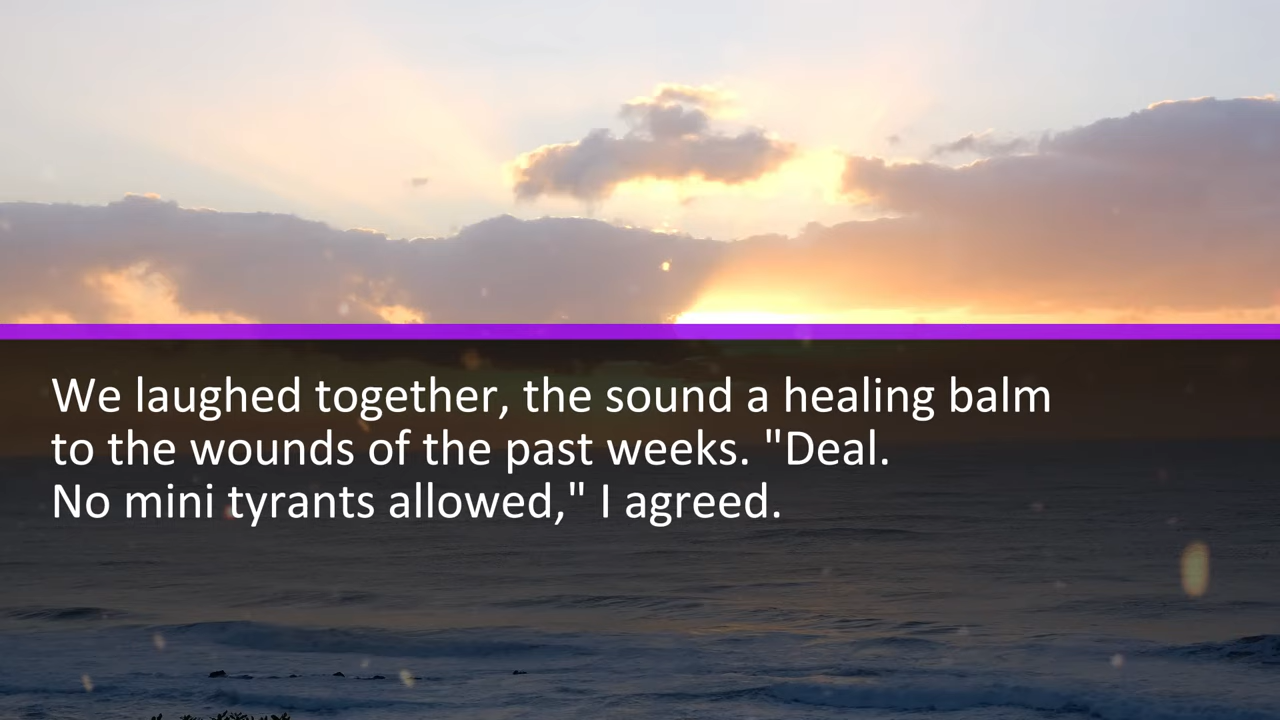 We laughed together, the sound a healing balm
to the wounds of the past weeks. "Deal.
No mini tyrants allowed," I agreed.